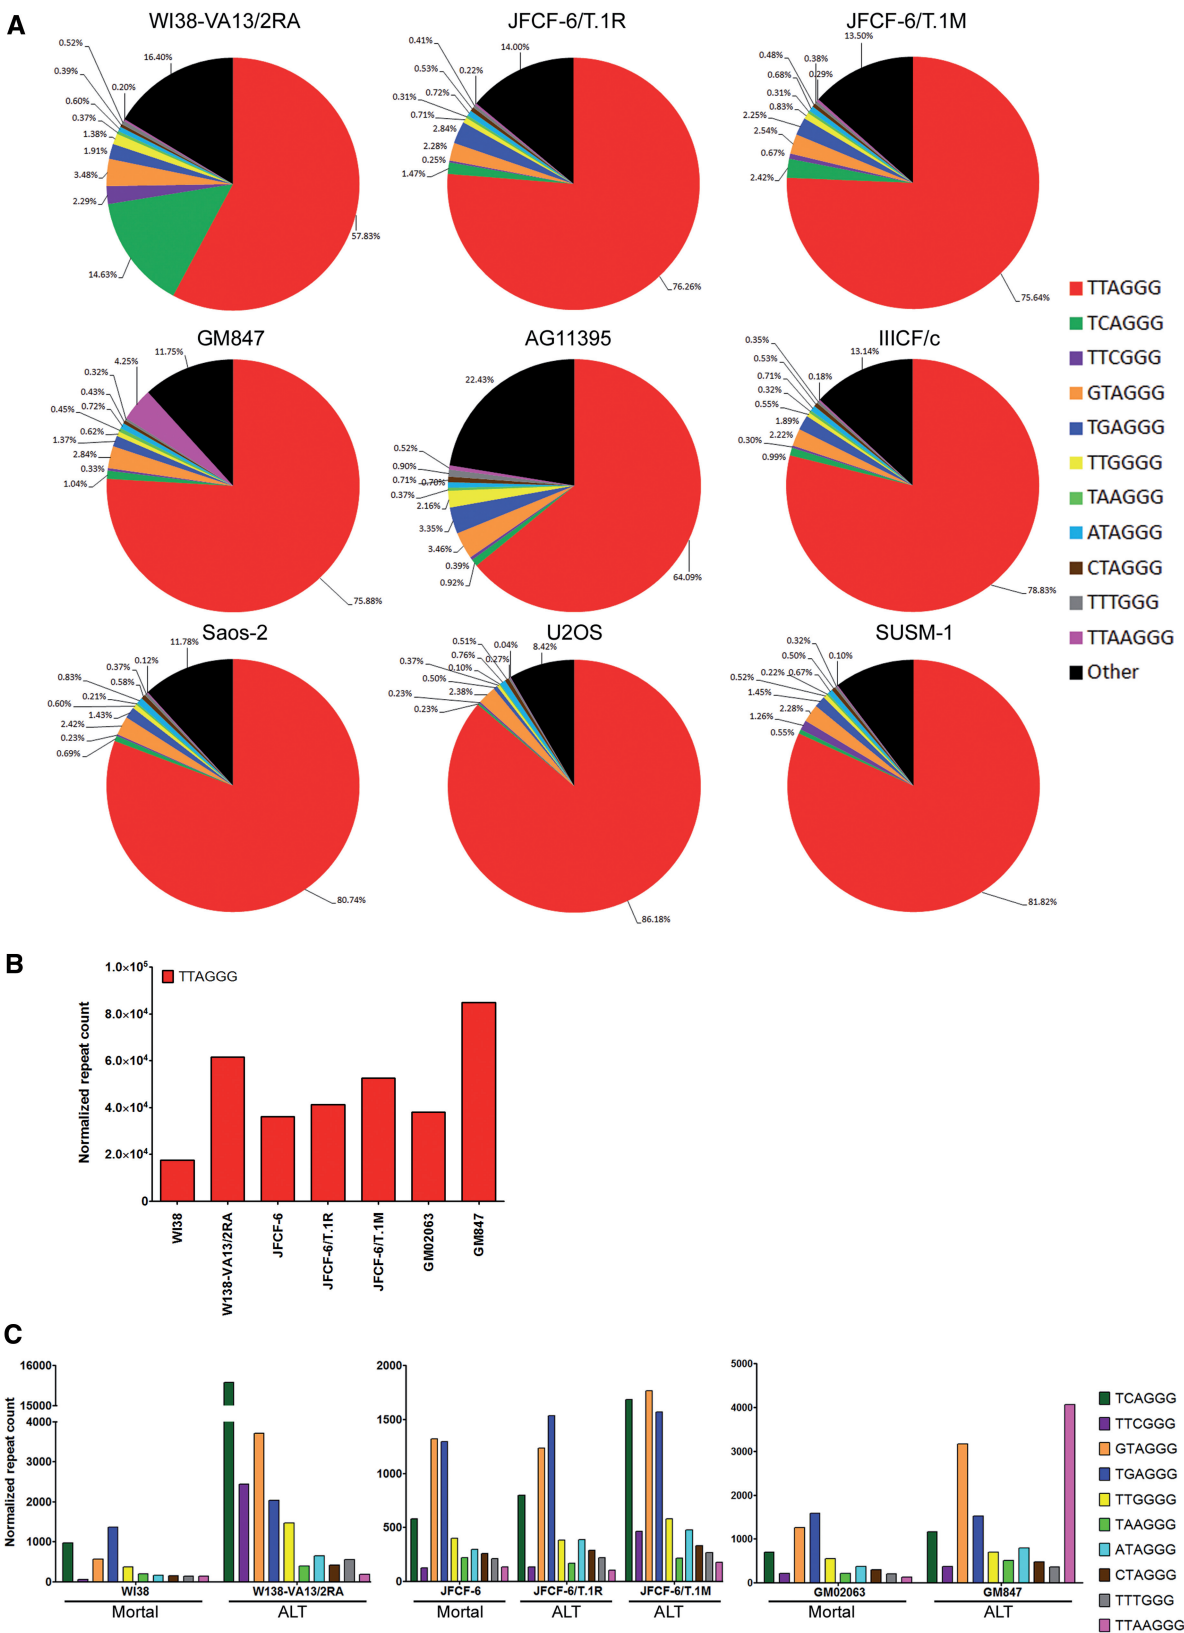 A
WI38-VA13/2RA
0.52%
0.39%
0.20%
0.60%
0.37%
1.38%
1.91%
3.48%
2.29%
14.63%
16.40%
57.83%
JFCF-6/T.1R
0.41%
0.53%
0.22%
0.72%
0.31%
0.71%
2.84%
2.28%
0.25%
1.47%
14.00%
76.26%
JFCF-6/T.1M
13.50%
0.48%
0.38%
0.68%
0.29%
0.31%
0.83%
2.25%
2.54%
0.67%
2.42%
75.64%
GM847
11.75%
4.25%
0.32%
0.43%
0.72%
0.45%
0.62%
1.37%
2.84%
0.33%
1.04%
75.88%
AG11395
22.43%
0.52%
0.90%
0.71%
0.70%
0.37%
2.16%
3.35%
3.46%
0.39%
0.92%
64.09%
IIICF/c
0.35%
0.53%
0.71%
0.18%
0.32%
0.55%
1.89%
2.22%
0.30%
0.99%
13.14%
78.83%
Saos-2
11.78%
0.12%
0.37%
0.58%
0.83%
0.21%
0.60%
1.43%
2.42%
0.23%
0.69%
80.74%
U2OS
0.51%
0.04%
8.42%
0.76%
0.27%
0.37%
0.10%
0.50%
2.38%
0.23%
0.23%
86.18%
SUSM-1
0.32%
0.50%
0.10%
0.22%
0.67%
0.52%
1.45%
2.28%
1.26%
0.55%
81.82%
TTAGGG
TCAGGG
TTCGGG
GTAGGG
TGAGGG
TTGGGG
TAAGGG
ATAGGG
CTAGGG
TTTGGG
TTAAGGG
Other
B
Normalized repeat count
1.0×10⁵
8.0×10⁴
6.0×10⁴
4.0×10⁴
2.0×10⁴
0
TTAGGG
WI38
W138-VA13/2RA
JFCF-6
JFCF-6/T.1R
JFCF-6/T.1M
GM02063
GM847
C
Normalized repeat count
16000
15000
4000
3000
2000
1000
0
WI38
W138-VA13/2RA
Mortal
ALT
2000
1500
1000
500
0
JFCF-6
JFCF-6/T.1R
JFCF-6/T.1M
Mortal
ALT
ALT
5000
4000
3000
2000
1000
0
GM02063
GM847
Mortal
ALT
TCAGGG
TTCGGG
GTAGGG
TGAGGG
TTGGGG
TAAGGG
ATAGGG
CTAGGG
TTTGGG
TTAAGGG